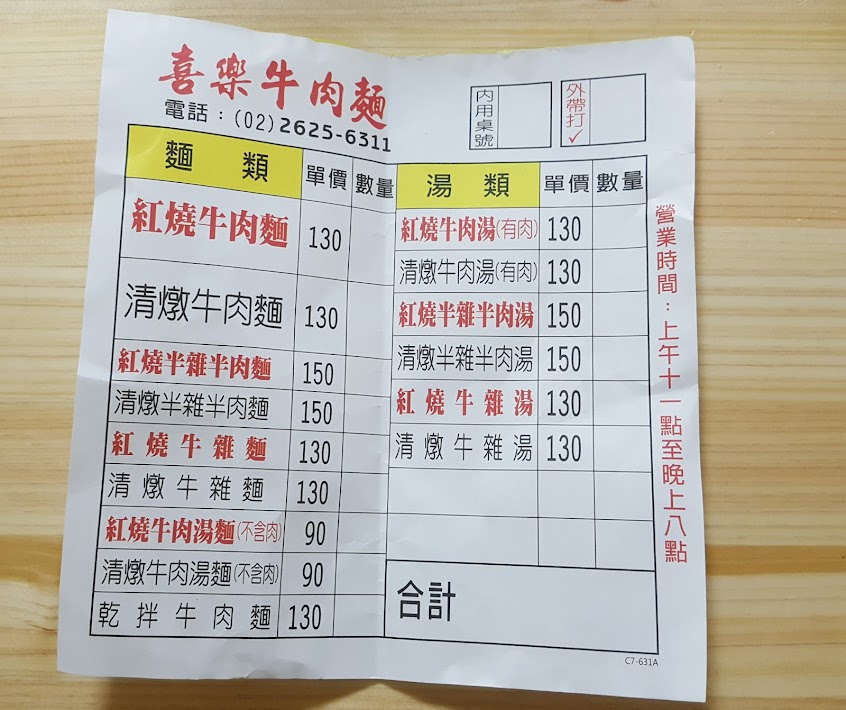 喜樂牛肉麵
電話：(02)2625-6311
內用桌號
外帶打✓
麵類 單價 數量
紅燒牛肉麵 130
清燉牛肉麵 130
紅燒半雜半肉麵 150
清燉半雜半肉麵 150
紅燒牛雜麵 130
清燉牛雜麵 130
紅燒牛肉湯麵(不含肉) 90
清燉牛肉湯麵(不含肉) 90
乾拌牛肉麵 130
湯類 單價 數量
紅燒牛肉湯(有肉) 130
清燉牛肉湯(有肉) 130
紅燒半雜半肉湯 150
清燉半雜半肉湯 150
紅燒牛雜湯 130
清燉牛雜湯 130
合計
營業時間：上午十一點至晚上八點
C7-631A